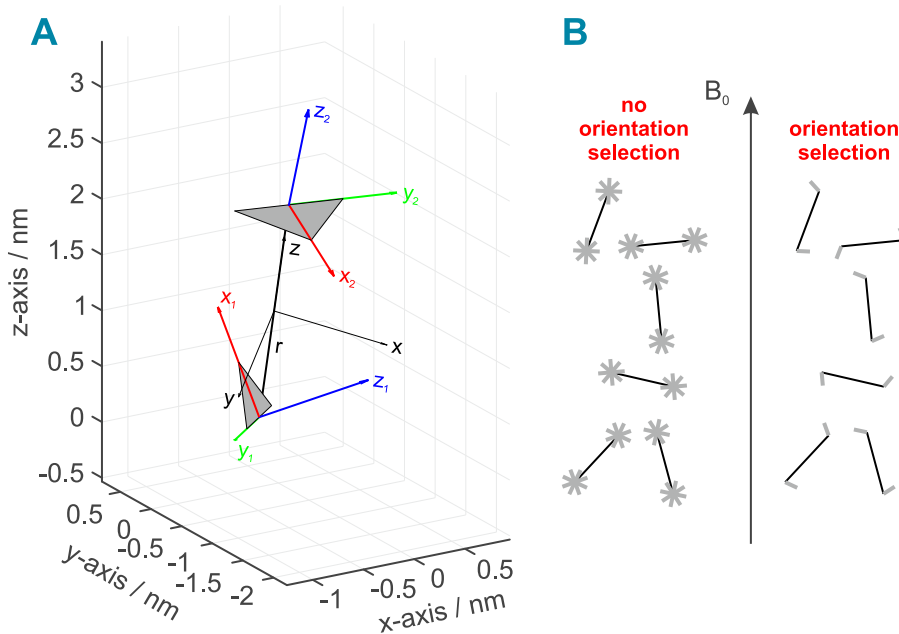 A
z-axis / nm
3
2.5
2
1.5
1
0.5
0
-0.5
z₂
y₂
x₂
z
x₁
r
x
y
z₁
y₁
0.5
0
-0.5
-1
-1.5
-2
y-axis / nm
-1
-0.5
0
0.5
x-axis / nm
B
no
orientation
selection
B₀
orientation
selection